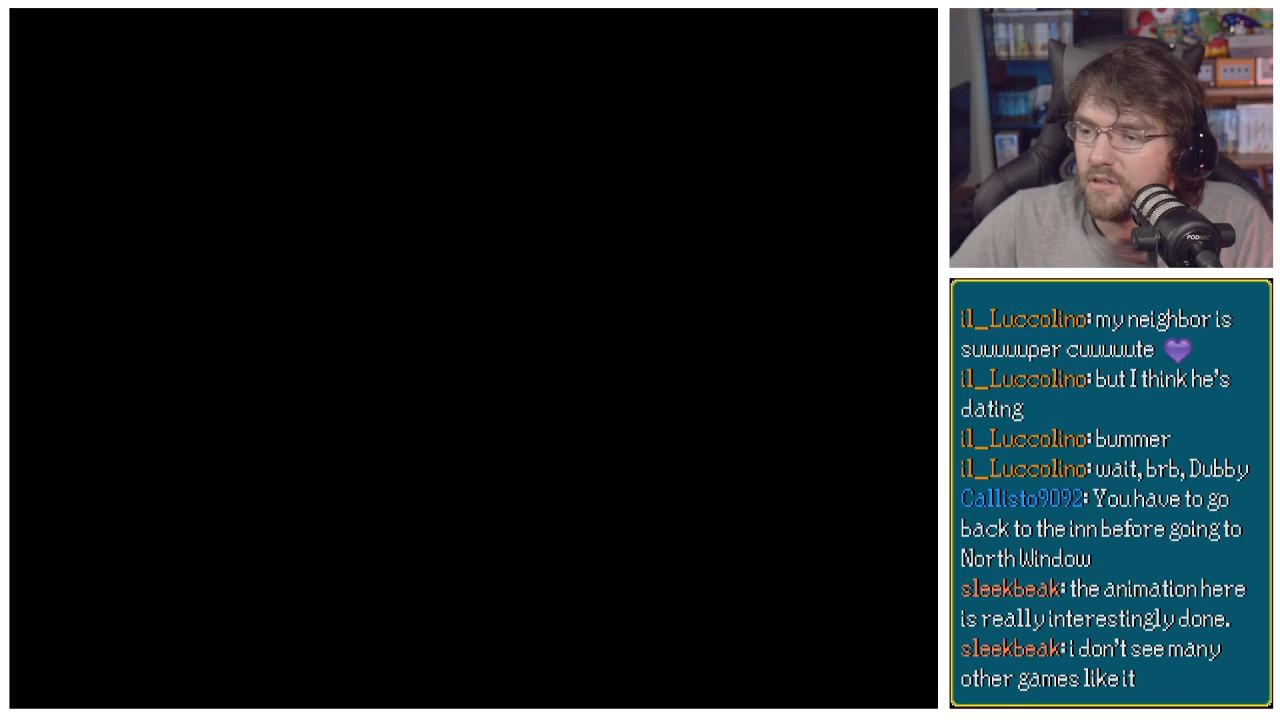 PODMIC
il_Luccolino: my neighbor is
suuuuuper cuuuuute
il_Luccolino: but I think he's
dating
il_Luccolino: bummer
il_Luccolino: wait, brb, Dubby
Callisto9092: You have to go
back to the inn before going to
North Window
sleekbeak: the animation here
is really interestingly done.
sleekbeak: i don't see many
other games like it